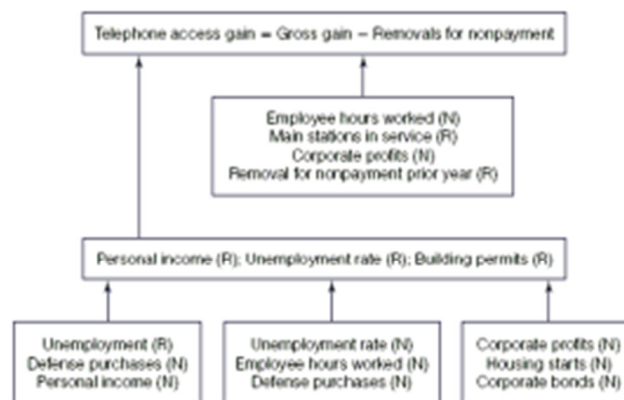 Telephone access gain = Gross gain – Removals for nonpayment
Employee hours worked (N)
Main stations in service (R)
Corporate profits (N)
Removal for nonpayment prior year (R)
Personal income (R); Unemployment rate (R); Building permits (R)
Unemployment (R)
Defense purchases (N)
Personal income (N)
Unemployment rate (N)
Employee hours worked (N)
Defense purchases (N)
Corporate profits (N)
Housing starts (N)
Corporate bonds (N)